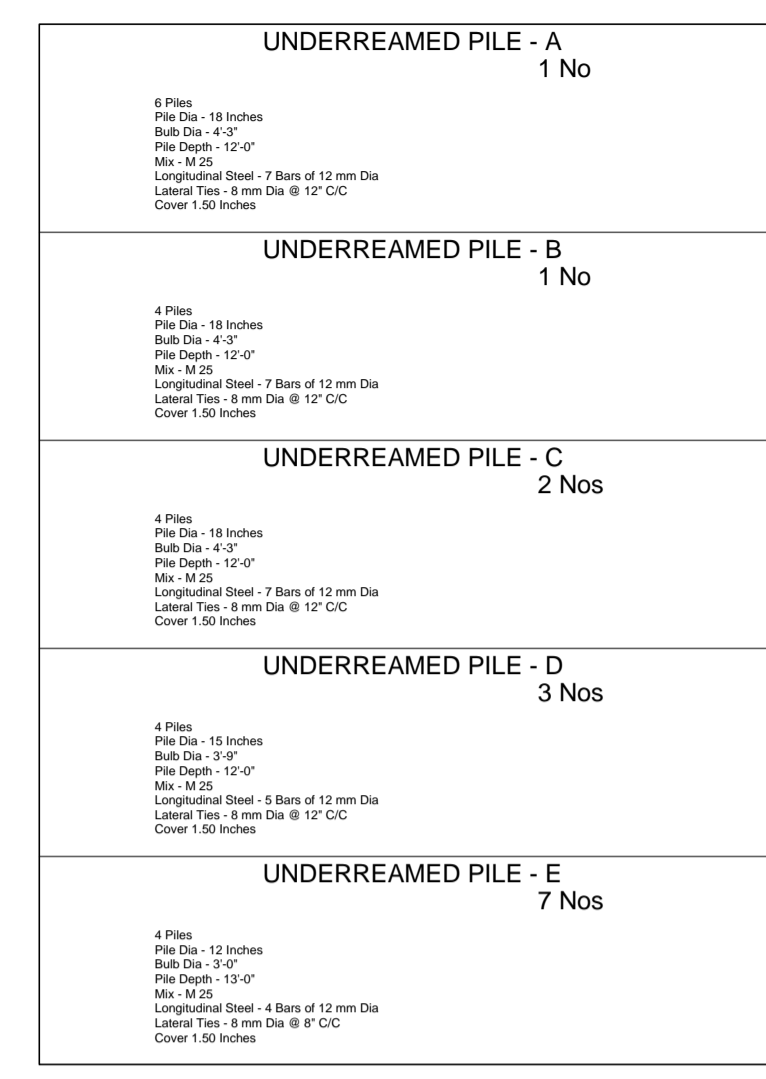 UNDERREAMED PILE - A
1 No
6 Piles
Pile Dia - 18 Inches
Bulb Dia - 4'-3"
Pile Depth - 12'-0"
Mix - M 25
Longitudinal Steel - 7 Bars of 12 mm Dia
Lateral Ties - 8 mm Dia @ 12" C/C
Cover 1.50 Inches
UNDERREAMED PILE - B
1 No
4 Piles
Pile Dia - 18 Inches
Bulb Dia - 4'-3"
Pile Depth - 12'-0"
Mix - M 25
Longitudinal Steel - 7 Bars of 12 mm Dia
Lateral Ties - 8 mm Dia @ 12" C/C
Cover 1.50 Inches
UNDERREAMED PILE - C
2 Nos
4 Piles
Pile Dia - 18 Inches
Bulb Dia - 4'-3"
Pile Depth - 12'-0"
Mix - M 25
Longitudinal Steel - 7 Bars of 12 mm Dia
Lateral Ties - 8 mm Dia @ 12" C/C
Cover 1.50 Inches
UNDERREAMED PILE - D
3 Nos
4 Piles
Pile Dia - 15 Inches
Bulb Dia - 3'-9"
Pile Depth - 12'-0"
Mix - M 25
Longitudinal Steel - 5 Bars of 12 mm Dia
Lateral Ties - 8 mm Dia @ 12" C/C
Cover 1.50 Inches
UNDERREAMED PILE - E
7 Nos
4 Piles
Pile Dia - 12 Inches
Bulb Dia - 3'-0"
Pile Depth - 13'-0"
Mix - M 25
Longitudinal Steel - 4 Bars of 12 mm Dia
Lateral Ties - 8 mm Dia @ 8" C/C
Cover 1.50 Inches